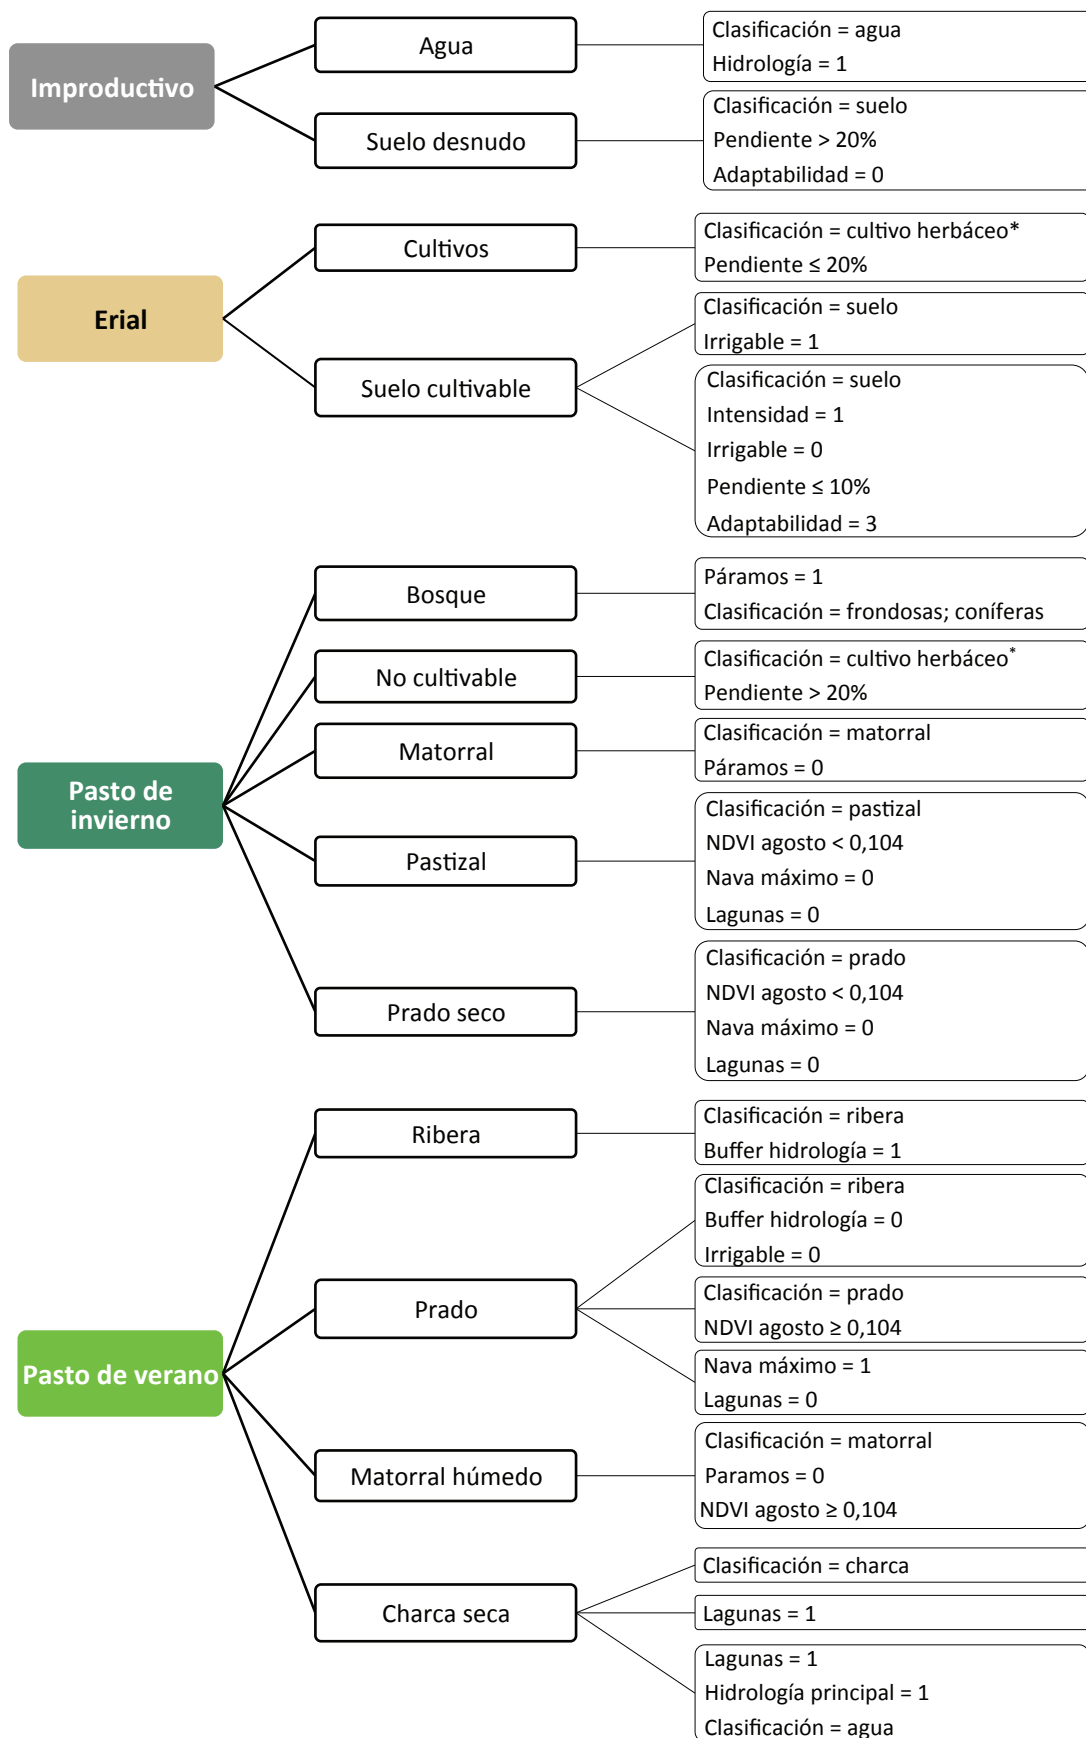 Improductivo
Agua
Clasificación = agua
Hidrología = 1
Suelo desnudo
Clasificación = suelo
Pendiente > 20%
Adaptabilidad = 0
Erial
Cultivos
Clasificación = cultivo herbáceo*
Pendiente ≤ 20%
Suelo cultivable
Clasificación = suelo
Irrigable = 1
Clasificación = suelo
Intensidad = 1
Irrigable = 0
Pendiente ≤ 10%
Adaptabilidad = 3
Pasto de
invierno
Bosque
Páramos = 1
Clasificación = frondosas; coníferas
No cultivable
Clasificación = cultivo herbáceo*
Pendiente > 20%
Matorral
Clasificación = matorral
Páramos = 0
Pastizal
Clasificación = pastizal
NDVI agosto < 0,104
Nava máximo = 0
Lagunas = 0
Prado seco
Clasificación = prado
NDVI agosto < 0,104
Nava máximo = 0
Lagunas = 0
Pasto de verano
Ribera
Clasificación = ribera
Buffer hidrología = 1
Prado
Clasificación = ribera
Buffer hidrología = 0
Irrigable = 0
Clasificación = prado
NDVI agosto ≥ 0,104
Nava máximo = 1
Lagunas = 0
Matorral húmedo
Clasificación = matorral
Paramos = 0
NDVI agosto ≥ 0,104
Charca seca
Clasificación = charca
Lagunas = 1
Lagunas = 1
Hidrología principal = 1
Clasificación = agua